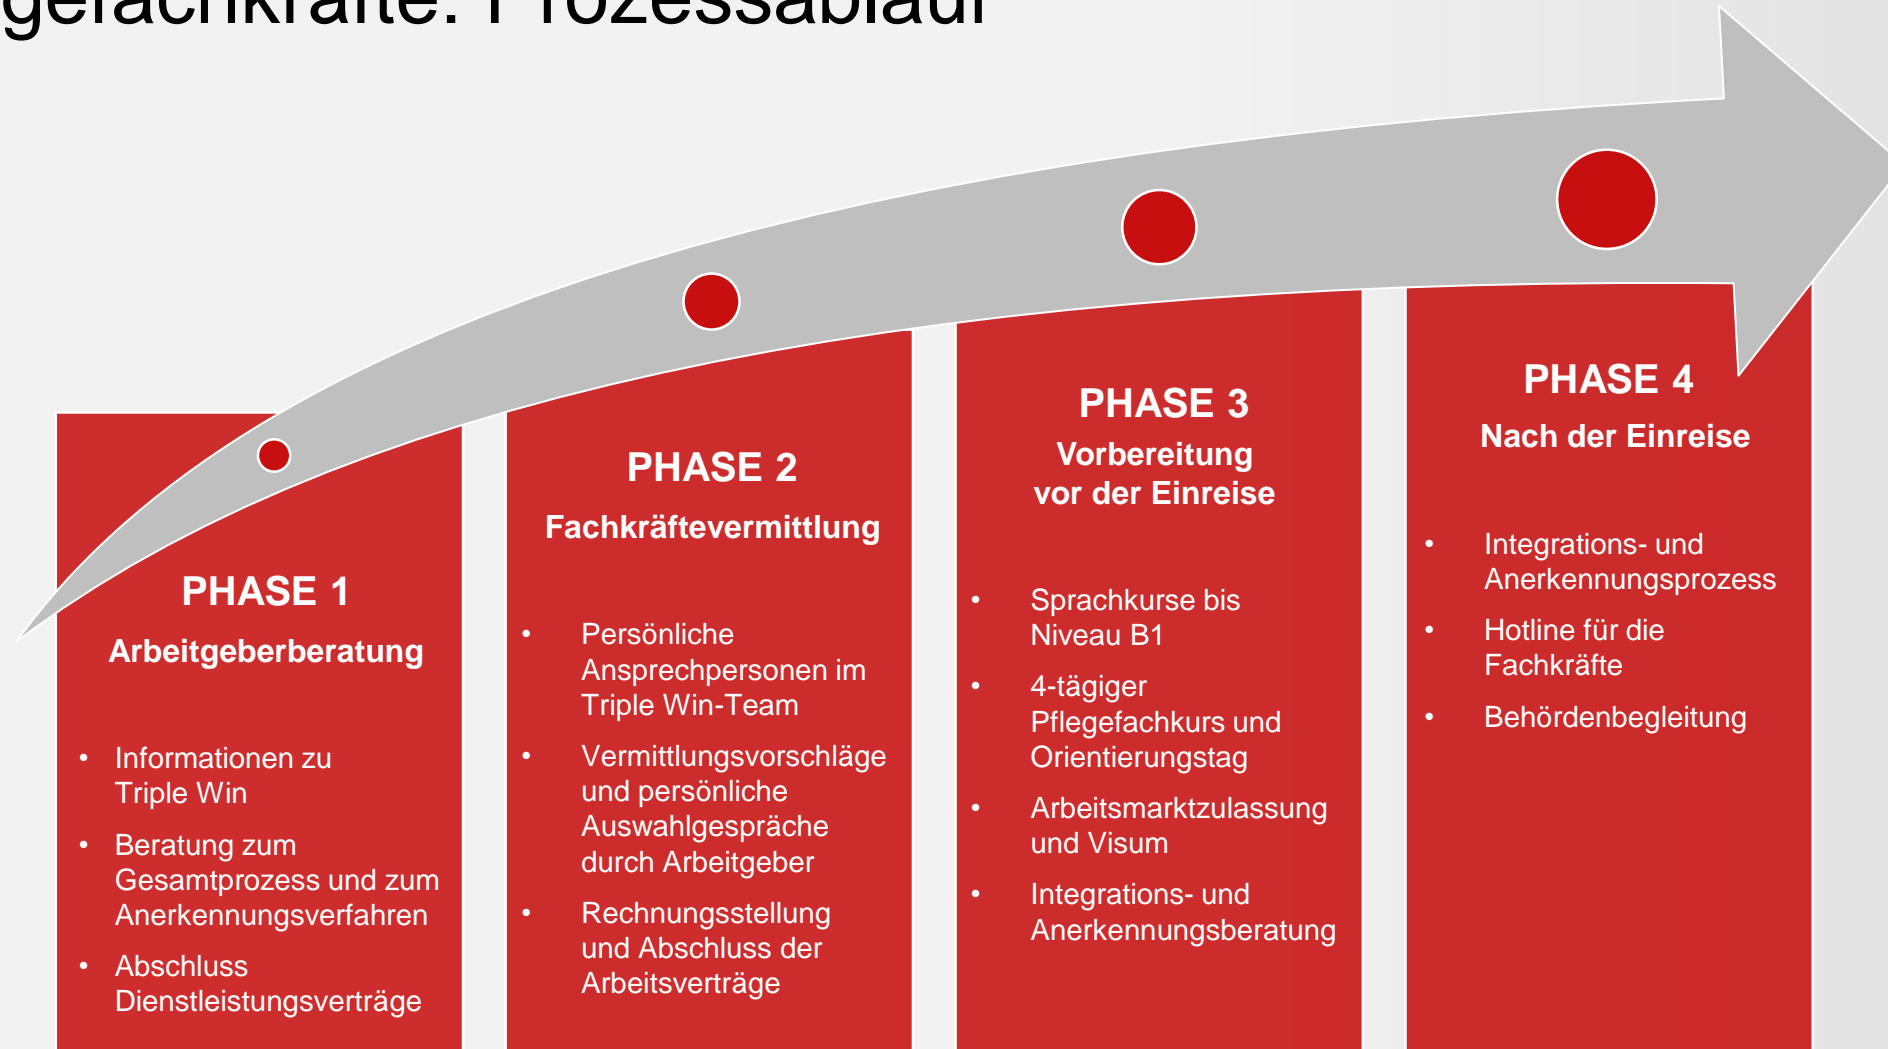 gefachkräfte: Prozessablauf
PHASE 1
Arbeitgeberberatung
• Informationen zu
Triple Win
• Beratung zum
Gesamtprozess und zum
Anerkennungsverfahren
• Abschluss
Dienstleistungsverträge
PHASE 2
Fachkräftevermittlung
• Persönliche
Ansprechpersonen im
Triple Win-Team
• Vermittlungsvorschläge
und persönliche
Auswahlgespräche
durch Arbeitgeber
• Rechnungsstellung
und Abschluss der
Arbeitsverträge
PHASE 3
Vorbereitung
vor der Einreise
• Sprachkurse bis
Niveau B1
• 4-tägiger
Pflegefachkurs und
Orientierungstag
• Arbeitsmarktzulassung
und Visum
• Integrations- und
Anerkennungsberatung
PHASE 4
Nach der Einreise
• Integrations- und
Anerkennungsprozess
• Hotline für die
Fachkräfte
• Behördenbegleitung